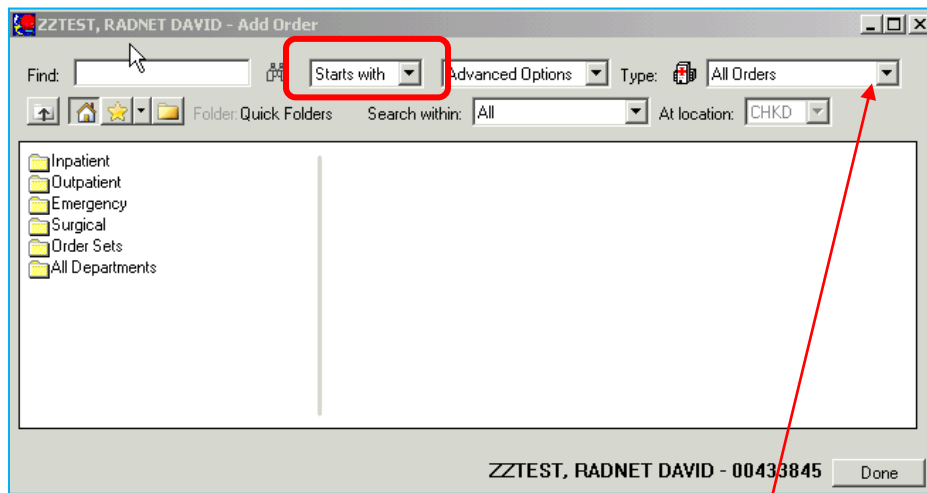 ZZTEST, RADNET DAVID - Add Order
Find: Starts with Advanced Options Type: All Orders
Folder: Quick Folders Search within: All At location: CHKD
Inpatient
Outpatient
Emergency
Surgical
Order Sets
All Departments
ZZTEST, RADNET DAVID - 00433845 Done